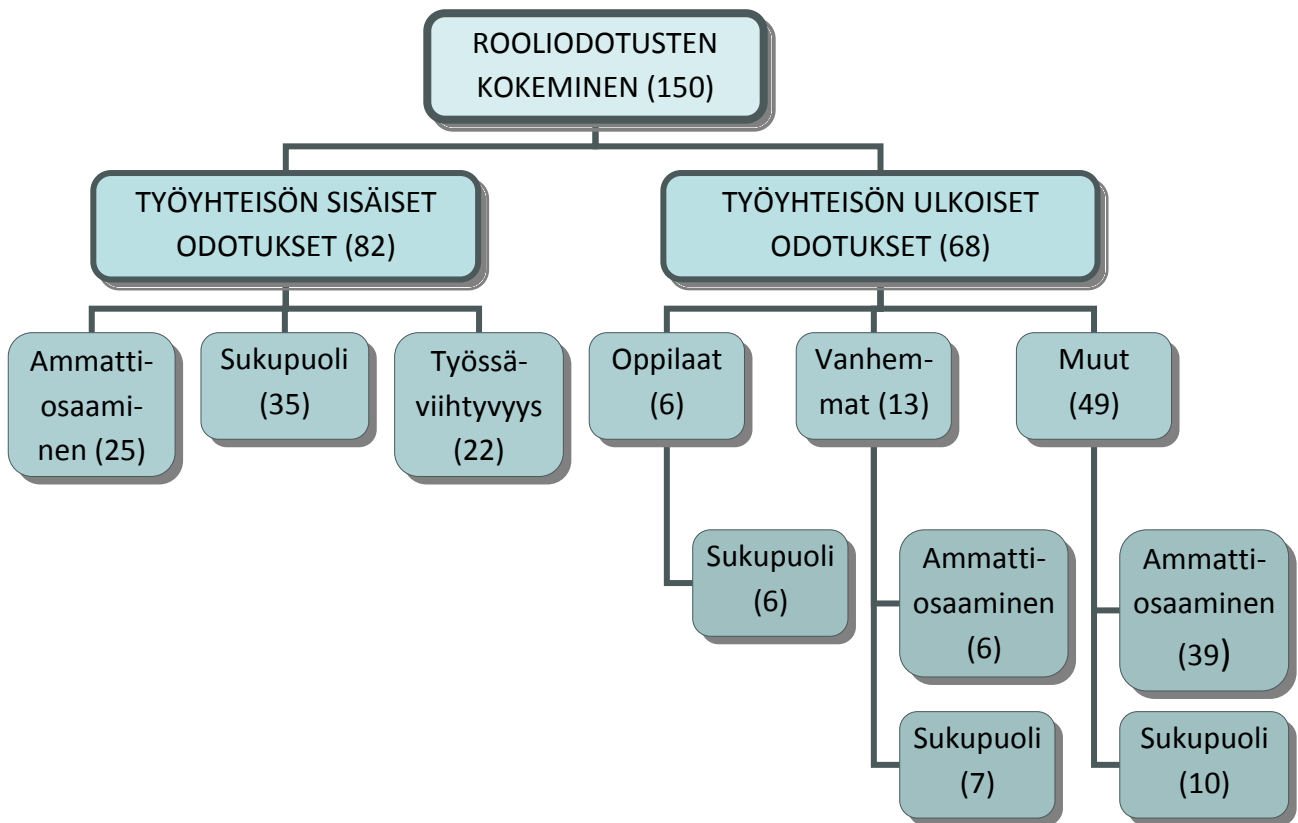 ROOLIODOTUSTEN
KOKEMINEN (150)
TYÖYHTEISÖN SISÄISET
ODOTUKSET (82)
TYÖYHTEISÖN ULKOISET
ODOTUKSET (68)
Ammatti-
osaami-
nen (25)
Sukupuoli
(35)
Työssä-
viihtyvyys
(22)
Oppilaat
(6)
Vanhem-
mat (13)
Muut
(49)
Sukupuoli
(6)
Ammatti-
osaaminen
(6)
Ammatti-
osaaminen
(39)
Sukupuoli
(7)
Sukupuoli
(10)